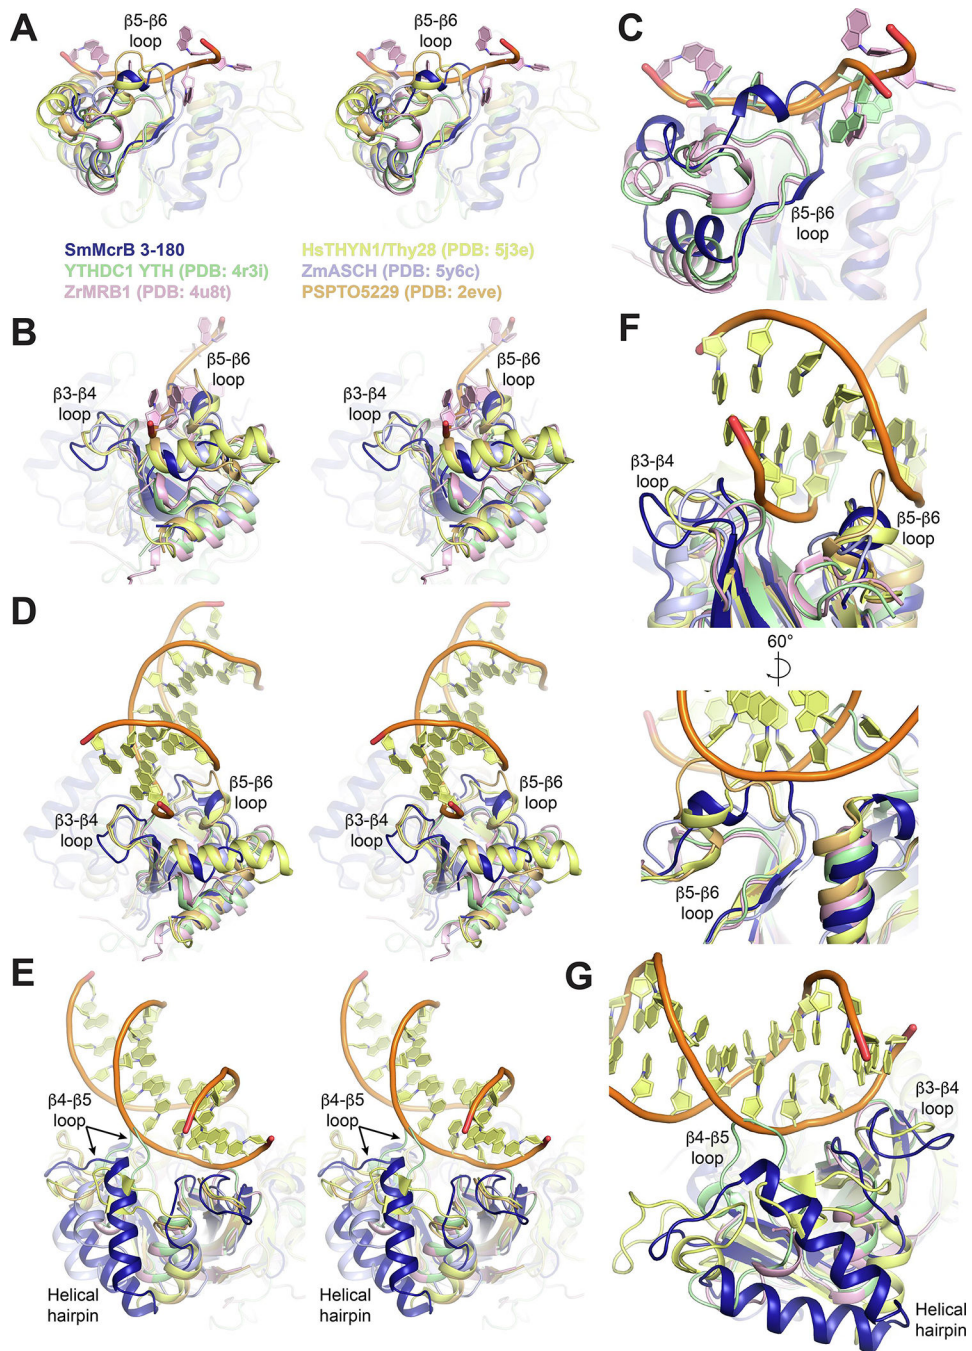 A
β5-β6
loop
β5-β6
loop
C
β5-β6
loop
SmMcrB 3-180
YTHDC1 YTH (PDB: 4r3i)
ZrMRB1 (PDB: 4u8t)
HsTHYN1/Thy28 (PDB: 5j3e)
ZmASCH (PDB: 5y6c)
PSPTO5229 (PDB: 2eve)
B
β3-β4
loop
β5-β6
loop
β3-β4
loop
β5-β6
loop
F
β3-β4
loop
β5-β6
loop
60°
β5-β6
loop
D
β3-β4
loop
β5-β6
loop
β3-β4
loop
β5-β6
loop
E
β4-β5
loop
Helical
hairpin
β4-β5
loop
Helical
hairpin
G
β4-β5
loop
β3-β4
loop
Helical
hairpin